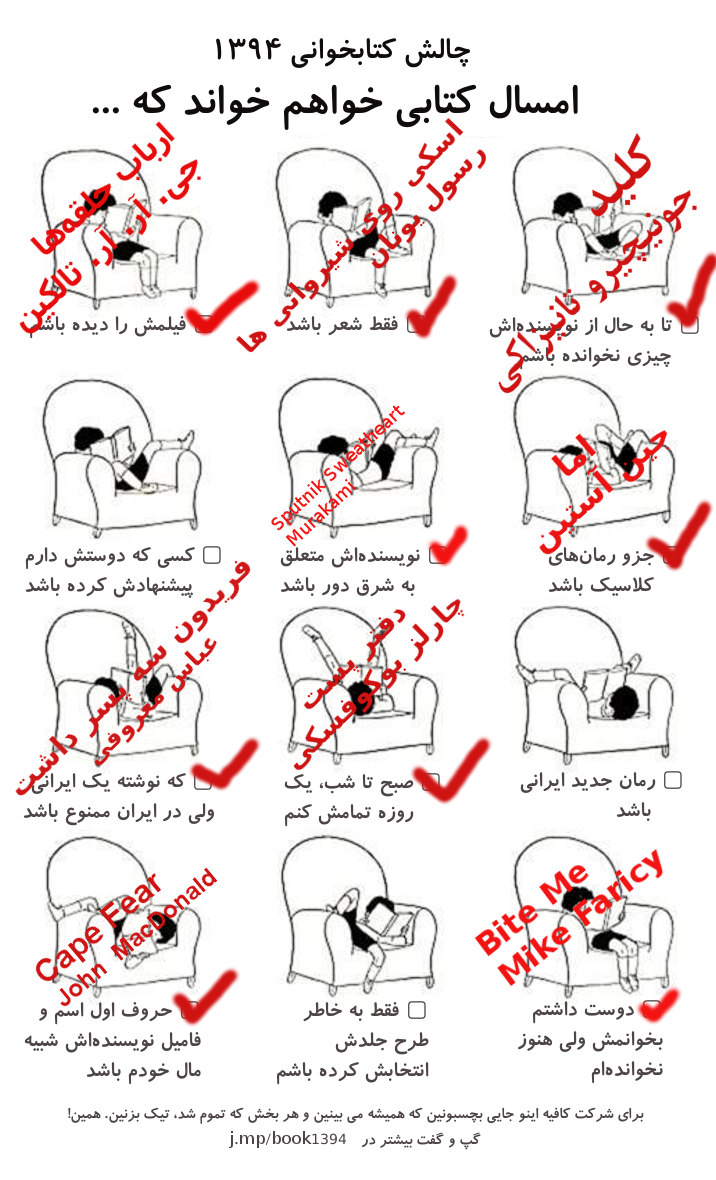 چالش کتابخوانی ۱۳۹۴
امسال کتابی خواهم خواند که ...
کلید
جونیچیرو تانیزاکی
تا به حال از نویسنده‌اش
چیزی نخوانده باشم
اسکی روی شیروانی ها
رسول یونان
فقط شعر باشد
ارباب حلقه‌ها
جی. آر. آر. تالکین
فیلمش را دیده باشم
اما
جین آستین
جزو رمان‌های
کلاسیک باشد
Sputnik Sweatheart
Murakami
نویسنده‌اش متعلق
به شرق دور باشد
کسی که دوستش دارم
پیشنهادش کرده باشد
رمان جدید ایرانی
باشد
دفتر پست
چارلز بوکوفسکی
صبح تا شب، یک
روزه تمامش کنم
فریدون سه پسر داشت
عباس معروفی
که نوشته یک ایرانی
ولی در ایران ممنوع باشد
Bite Me
Mike Faricy
دوست داشتم
بخوانمش ولی هنوز
نخوانده‌ام
فقط به خاطر
طرح جلدش
انتخابش کرده باشم
Cape Fear
John MacDonald
حروف اول اسم و
فامیل نویسنده‌اش شبیه
مال خودم باشد
برای شرکت کافیه اینو جایی بچسبونین که همیشه می بینین و هر بخش که تموم شد، تیک بزنین. همین!
گپ و گفت بیشتر در j.mp/book1394